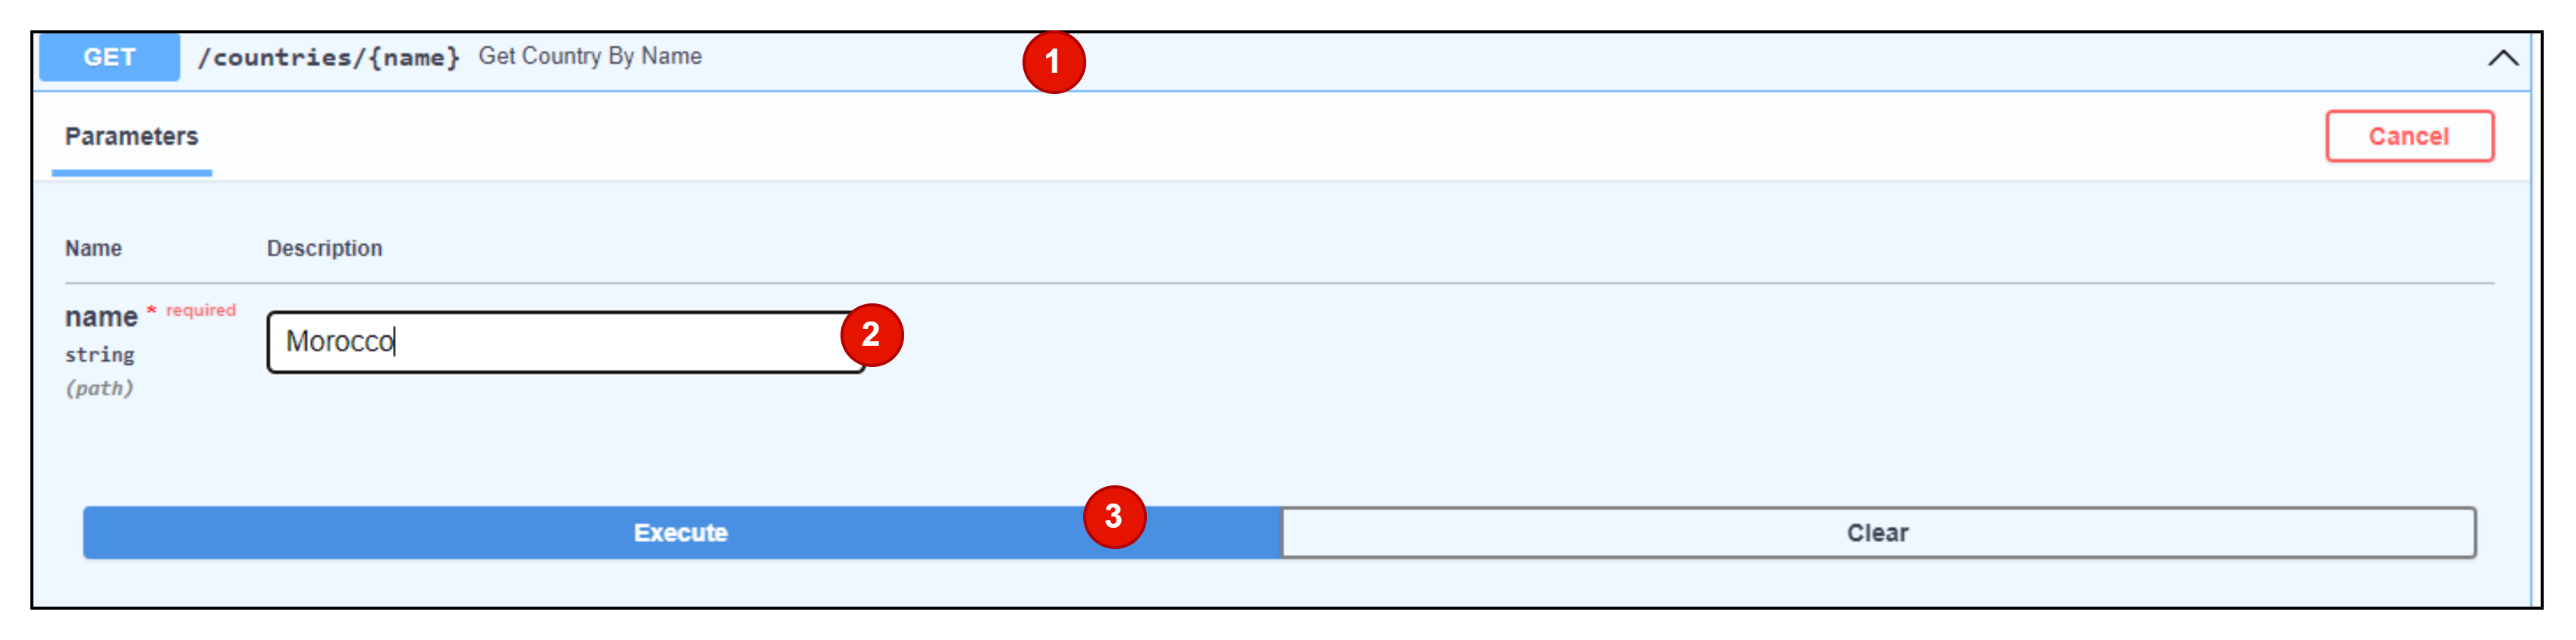 GET /countries/{name} Get Country By Name 1
Parameters Cancel
Name Description
name * required
string
(path)
Morocco 2
Execute 3 Clear